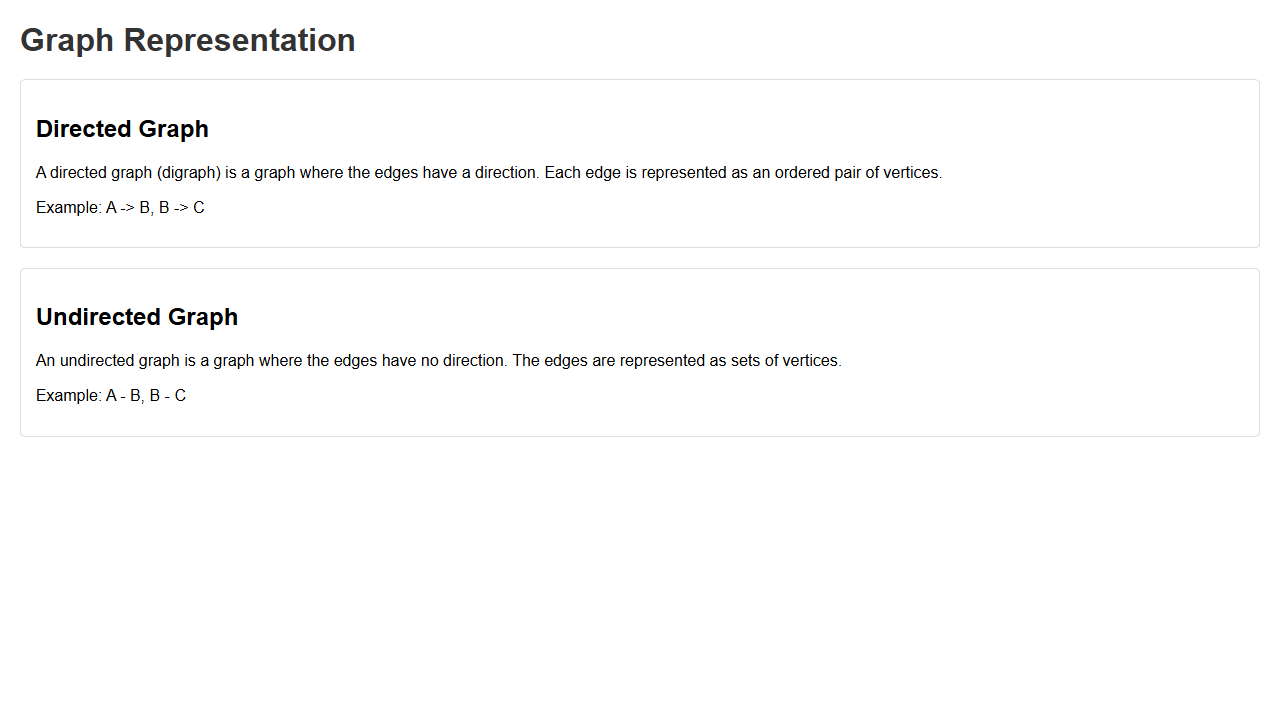 Graph Representation
Directed Graph
A directed graph (digraph) is a graph where the edges have a direction. Each edge is represented as an ordered pair of vertices.
Example: A -> B, B -> C
Undirected Graph
An undirected graph is a graph where the edges have no direction. The edges are represented as sets of vertices.
Example: A - B, B - C